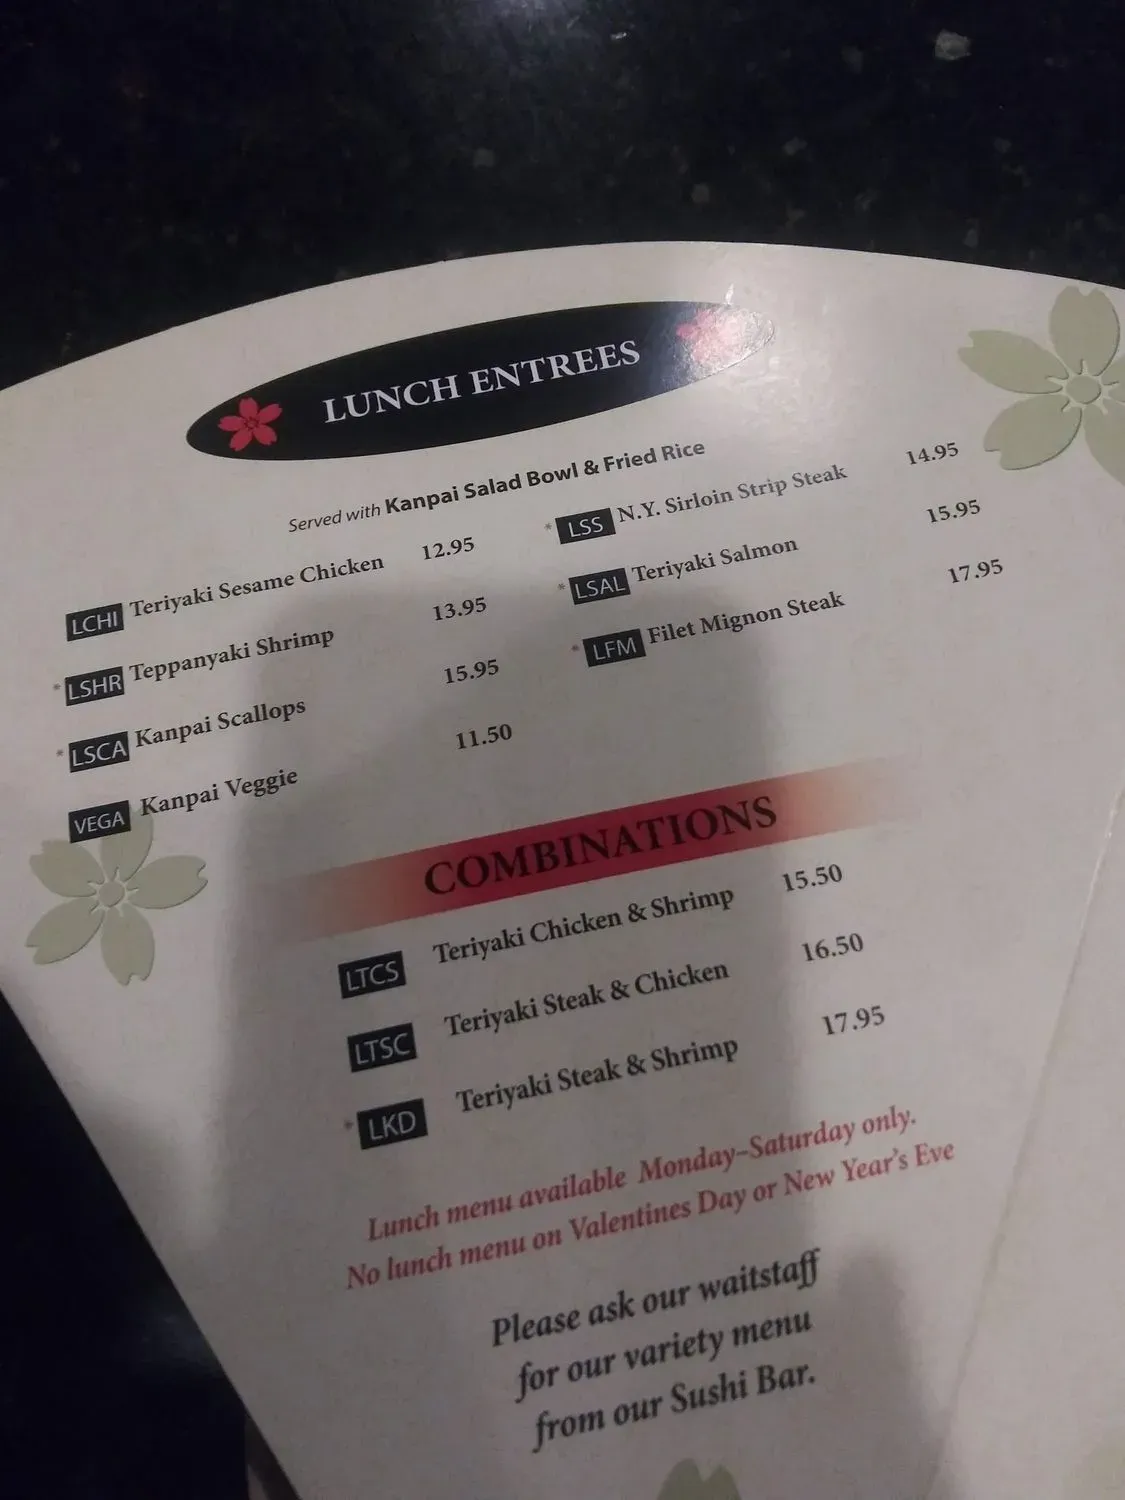 LUNCH ENTREES
Served with Kanpai Salad Bowl & Fried Rice
LCHI Teriyaki Sesame Chicken 12.95
*LSHR Teppanyaki Shrimp 13.95
*LSCA Kanpai Scallops 15.95
VEGA Kanpai Veggie 11.50
*LSS N.Y. Sirloin Strip Steak 14.95
*LSAL Teriyaki Salmon 15.95
*LFM Filet Mignon Steak 17.95
COMBINATIONS
LTCS Teriyaki Chicken & Shrimp 15.50
LTSC Teriyaki Steak & Chicken 16.50
*LKD Teriyaki Steak & Shrimp 17.95
Lunch menu available Monday–Saturday only.
No lunch menu on Valentines Day or New Year's Eve
Please ask our waitstaff
for our variety menu
from our Sushi Bar.